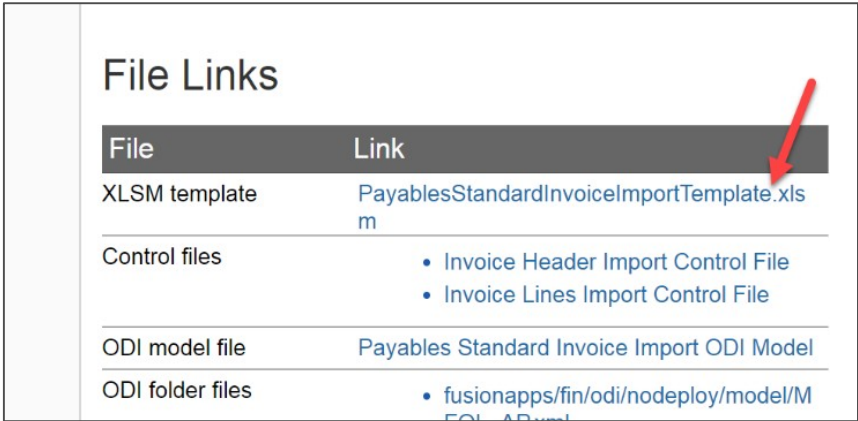 File Links
File Link
XLSM template PayablesStandardInvoiceImportTemplate.xls
m
Control files • Invoice Header Import Control File
• Invoice Lines Import Control File
ODI model file Payables Standard Invoice Import ODI Model
ODI folder files • fusionapps/fin/odi/nodeploy/model/M